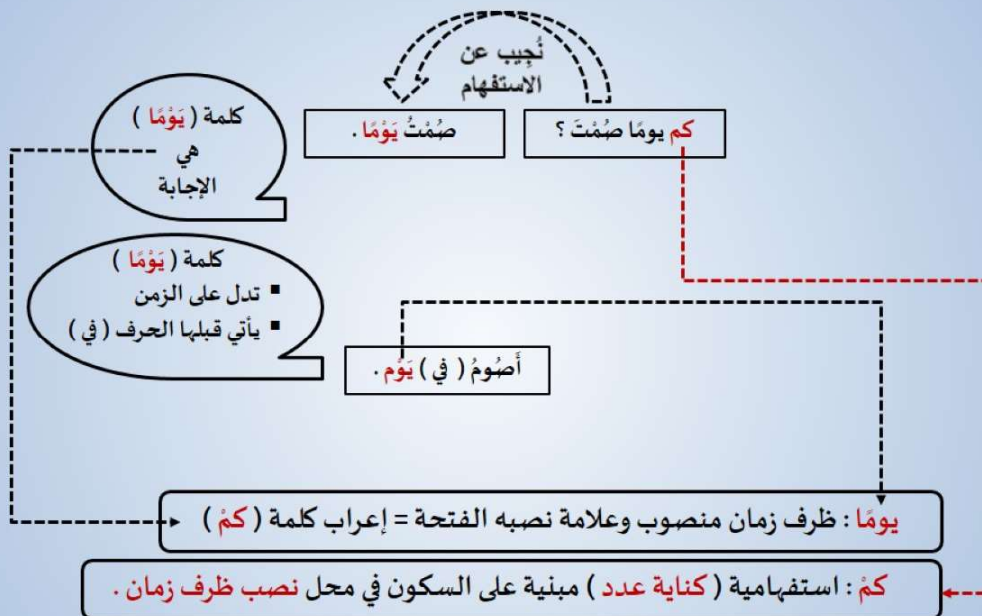 نُجِيب عن
الاستفهام
كم يومًا صُمْتَ ؟
صُمْتُ يَوْمًا .
كلمة ( يَوْمًا )
هي
الإجابة
كلمة ( يَوْمًا )
▪ تدل على الزمن
▪ يأتي قبلها الحرف ( في )
أَصُومُ ( في ) يَوْم .
يومًا : ظرف زمان منصوب وعلامة نصبه الفتحة = إعراب كلمة ( كمْ )
كمْ : استفهامية ( كناية عدد ) مبنية على السكون في محل نصب ظرف زمان .